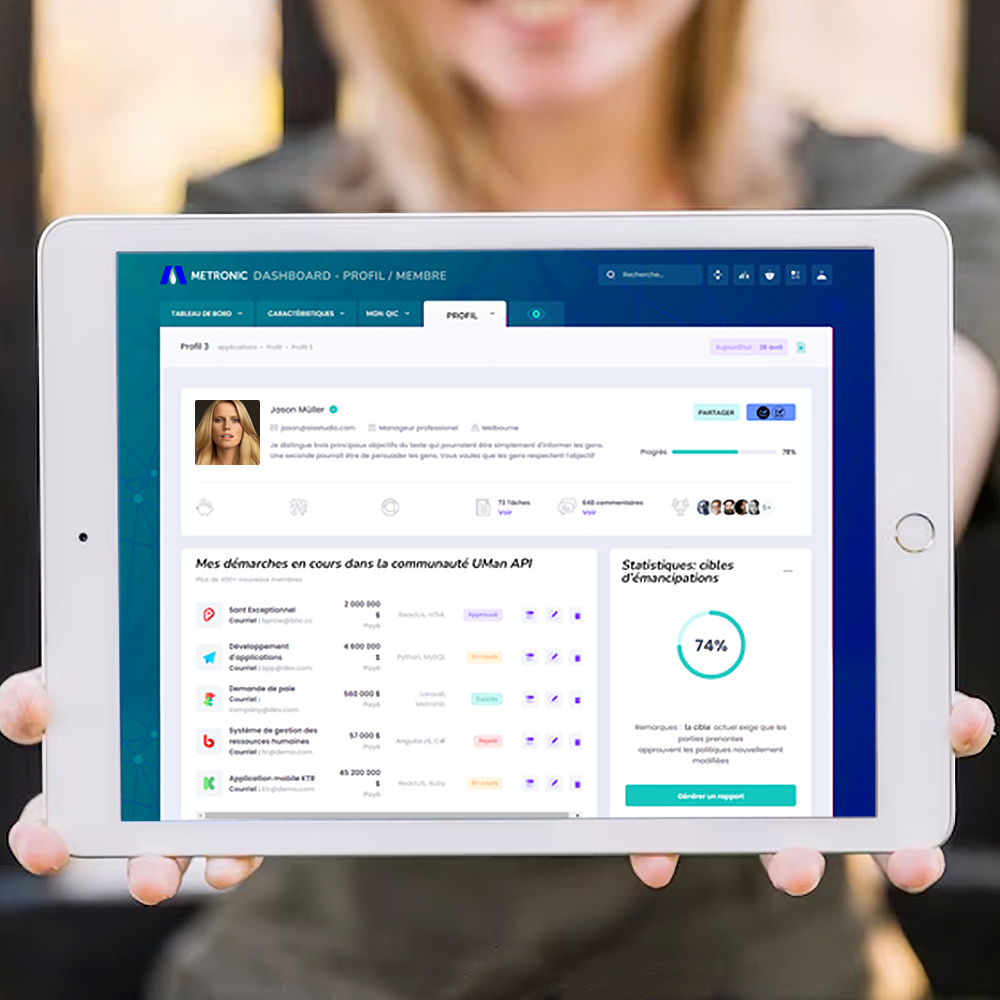 METRONIC DASHBOARD - PROFIL / MEMBRE
Recherche...
TABLEAU DE BORD
CARACTÉRISTIQUES
MON QIC
PROFIL
Profil 3 applications • Profil • Profil 3
Aujourd'hui : 28 avril
Jason Müller
PARTAGER
jason@siastudio.com Manageur professionel Melbourne
Je distingue trois principaux objectifs du texte qui pourraient être simplement d'informer les gens.
Une seconde pourrait être de persuader les gens. Vous voulez que les gens respectent l'objectif
Progrès 78%
73 Tâches
Voir
648 commentaires
Voir
5+
Mes démarches en cours dans la communauté UMan API
Plus de 400+ nouveaux membres
Sant Exceptionnel
Courriel : bprow@bnc.cc
2 000 000
$
Payé
ReactJs, HTML
Approuvé
Développement
d'applications
Courriel : app@dev.com
4 600 000
$
Payé
Python, MySQL
En cours
Demande de paie
Courriel :
company@dev.com
560 000 $
Payé
Laravel,
Metronic
Succès
Système de gestion des
ressources humaines
Courriel : hr@demo.com
57 000 $
Payé
AngularJS, C#
Rejeté
Application mobile KTR
Courriel : ktr@demo.com
45 200 000
$
Payé
ReactJS, Ruby
En cours
Statistiques: cibles
d'émancipations
74%
Remarques : la cible actuel exige que les
parties prenantes
approuvent les politiques nouvellement
modifiées
Générer un rapport